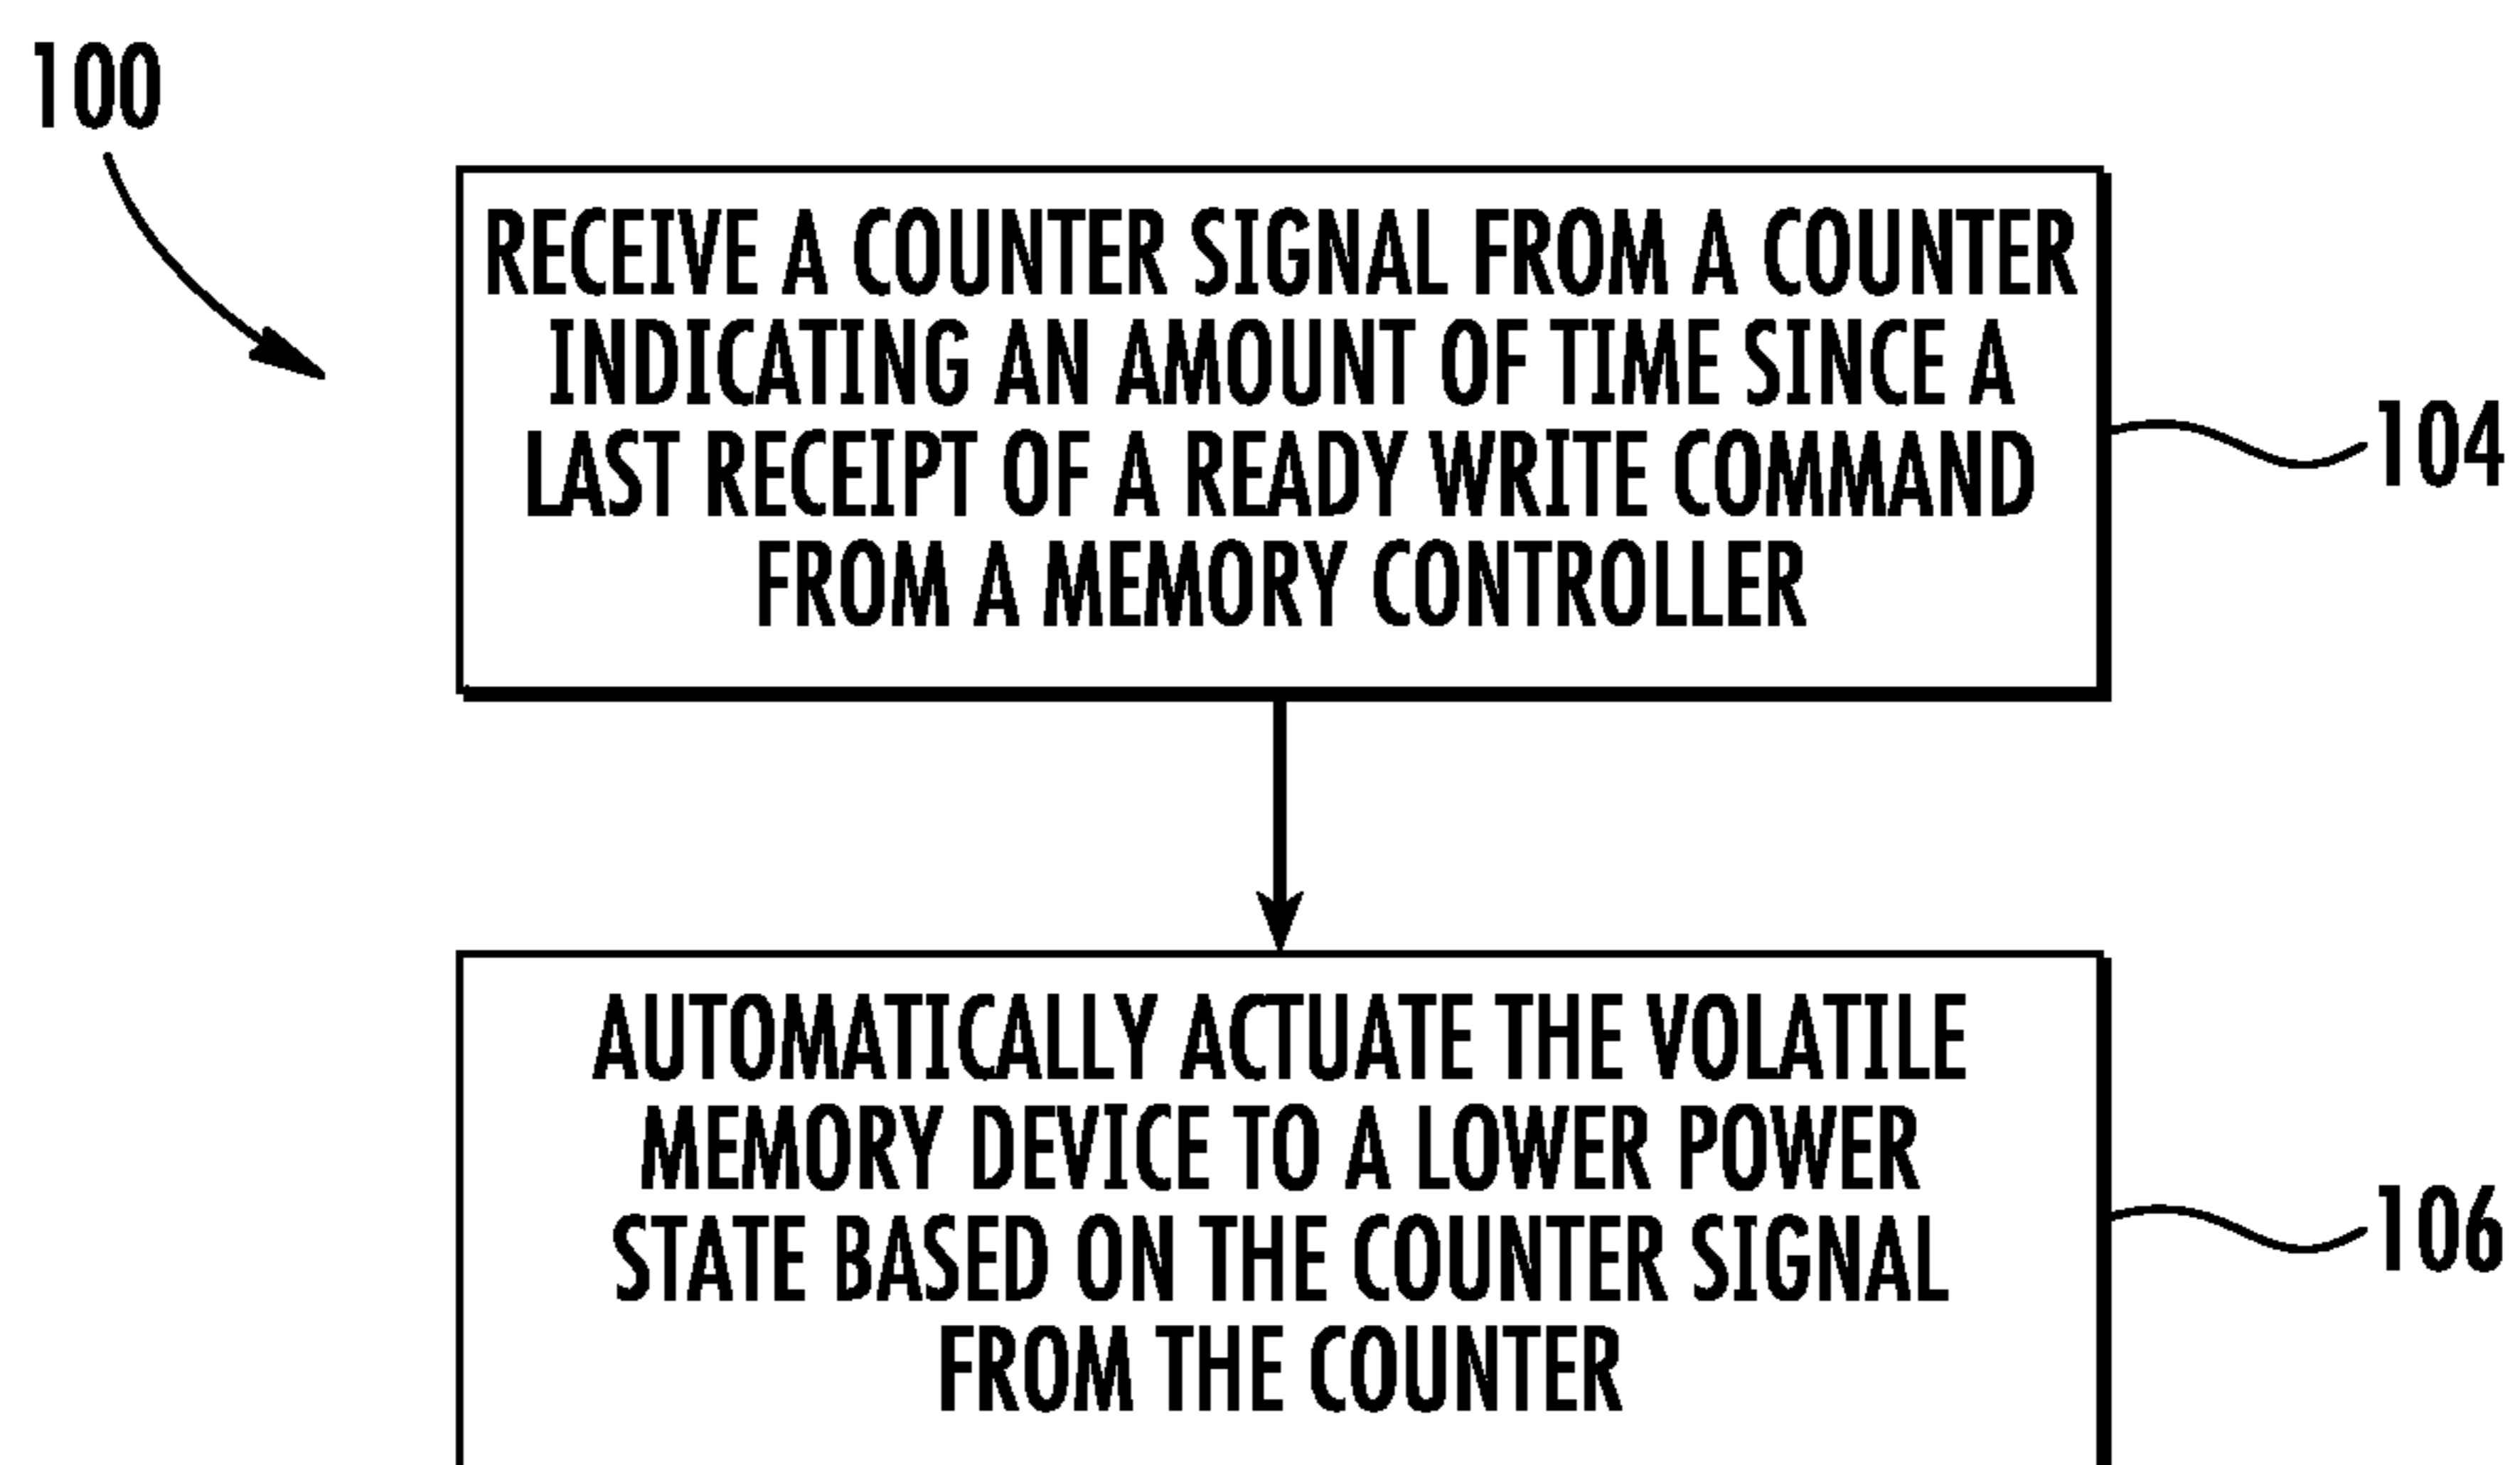 100
RECEIVE A COUNTER SIGNAL FROM A COUNTER
INDICATING AN AMOUNT OF TIME SINCE A
LAST RECEIPT OF A READY WRITE COMMAND
FROM A MEMORY CONTROLLER
104
AUTOMATICALLY ACTUATE THE VOLATILE
MEMORY DEVICE TO A LOWER POWER
STATE BASED ON THE COUNTER SIGNAL
FROM THE COUNTER
106